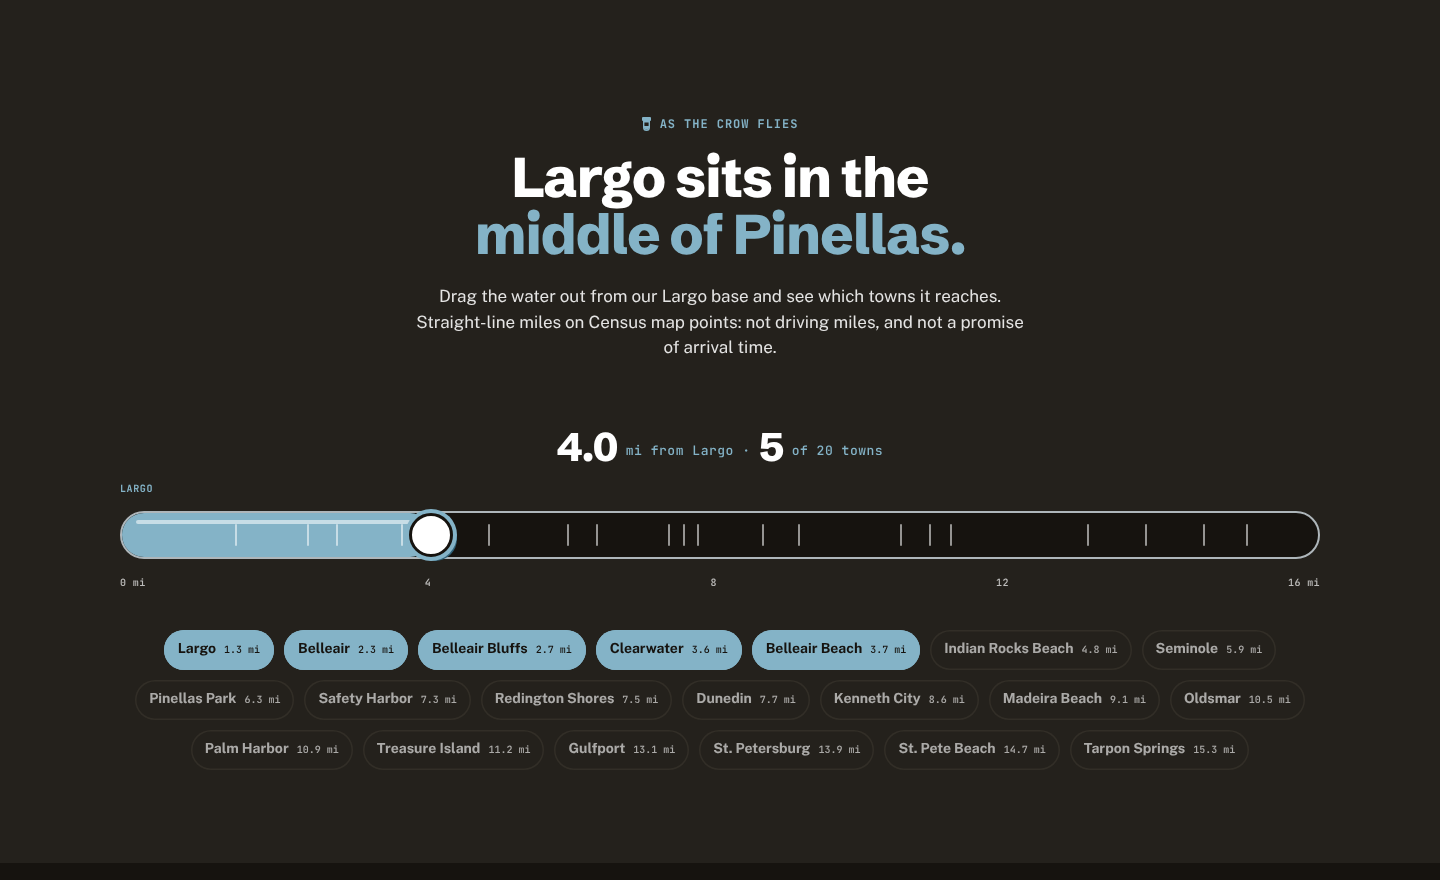 AS THE CROW FLIES
Largo sits in the
middle of Pinellas.
Drag the water out from our Largo base and see which towns it reaches.
Straight-line miles on Census map points: not driving miles, and not a promise
of arrival time.
4.0 mi from Largo · 5 of 20 towns
LARGO
0 mi 4 8 12 16 mi
Largo 1.3 mi Belleair 2.3 mi Belleair Bluffs 2.7 mi Clearwater 3.6 mi Belleair Beach 3.7 mi Indian Rocks Beach 4.8 mi Seminole 5.9 mi
Pinellas Park 6.3 mi Safety Harbor 7.3 mi Redington Shores 7.5 mi Dunedin 7.7 mi Kenneth City 8.6 mi Madeira Beach 9.1 mi Oldsmar 10.5 mi
Palm Harbor 10.9 mi Treasure Island 11.2 mi Gulfport 13.1 mi St. Petersburg 13.9 mi St. Pete Beach 14.7 mi Tarpon Springs 15.3 mi